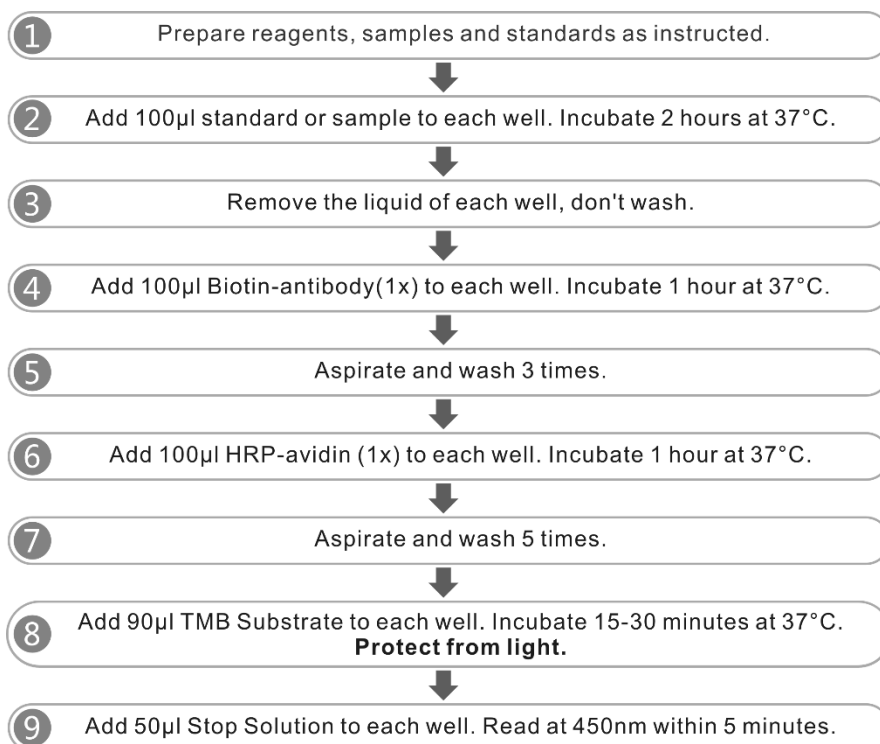 1 Prepare reagents, samples and standards as instructed.
2 Add 100μl standard or sample to each well. Incubate 2 hours at 37°C.
3 Remove the liquid of each well, don't wash.
4 Add 100μl Biotin-antibody(1x) to each well. Incubate 1 hour at 37°C.
5 Aspirate and wash 3 times.
6 Add 100μl HRP-avidin (1x) to each well. Incubate 1 hour at 37°C.
7 Aspirate and wash 5 times.
8 Add 90μl TMB Substrate to each well. Incubate 15-30 minutes at 37°C.
Protect from light.
9 Add 50μl Stop Solution to each well. Read at 450nm within 5 minutes.